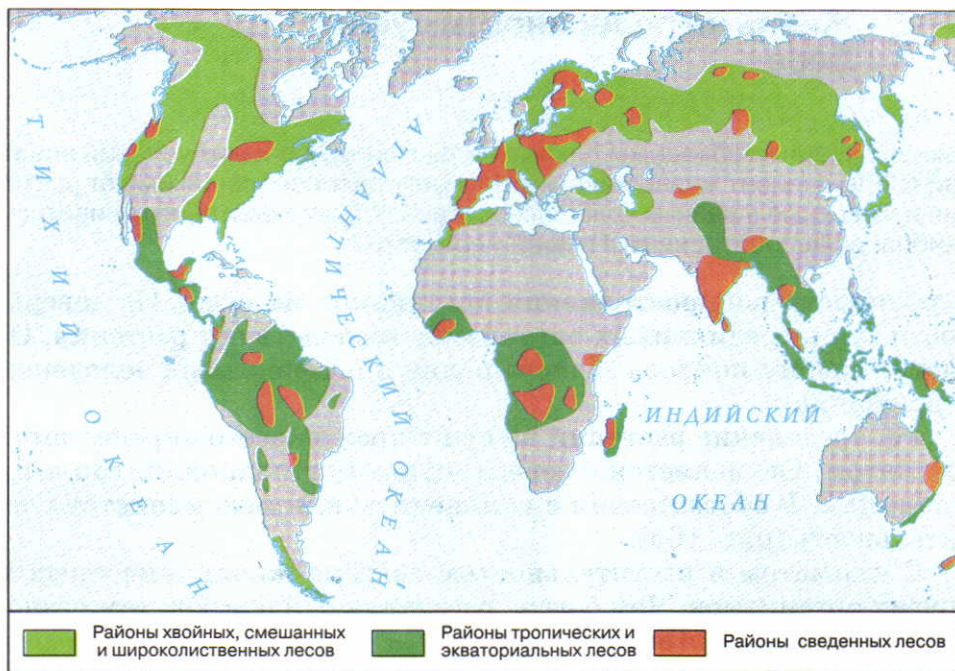 ТИХИЙ
ОКЕАН
АТЛАНТИЧЕСКИЙ ОКЕАН
ИНДИЙСКИЙ
ОКЕАН
Районы хвойных, смешанных
и широколиственных лесов
Районы тропических и
экваториальных лесов
Районы сведенных лесов